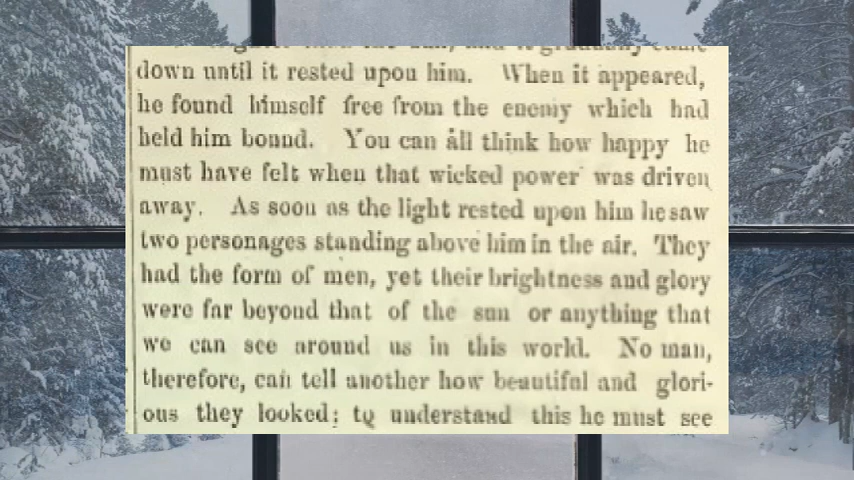 down until it rested upon him. When it appeared,
he found himself free from the enemy which had
held him bound. You can all think how happy he
must have felt when that wicked power was driven
away. As soon as the light rested upon him he saw
two personages standing above him in the air. They
had the form of men, yet their brightness and glory
were far beyond that of the sun or anything that
we can see around us in this world. No man,
therefore, can tell another how beautiful and glori-
ous they looked; to understand this he must see